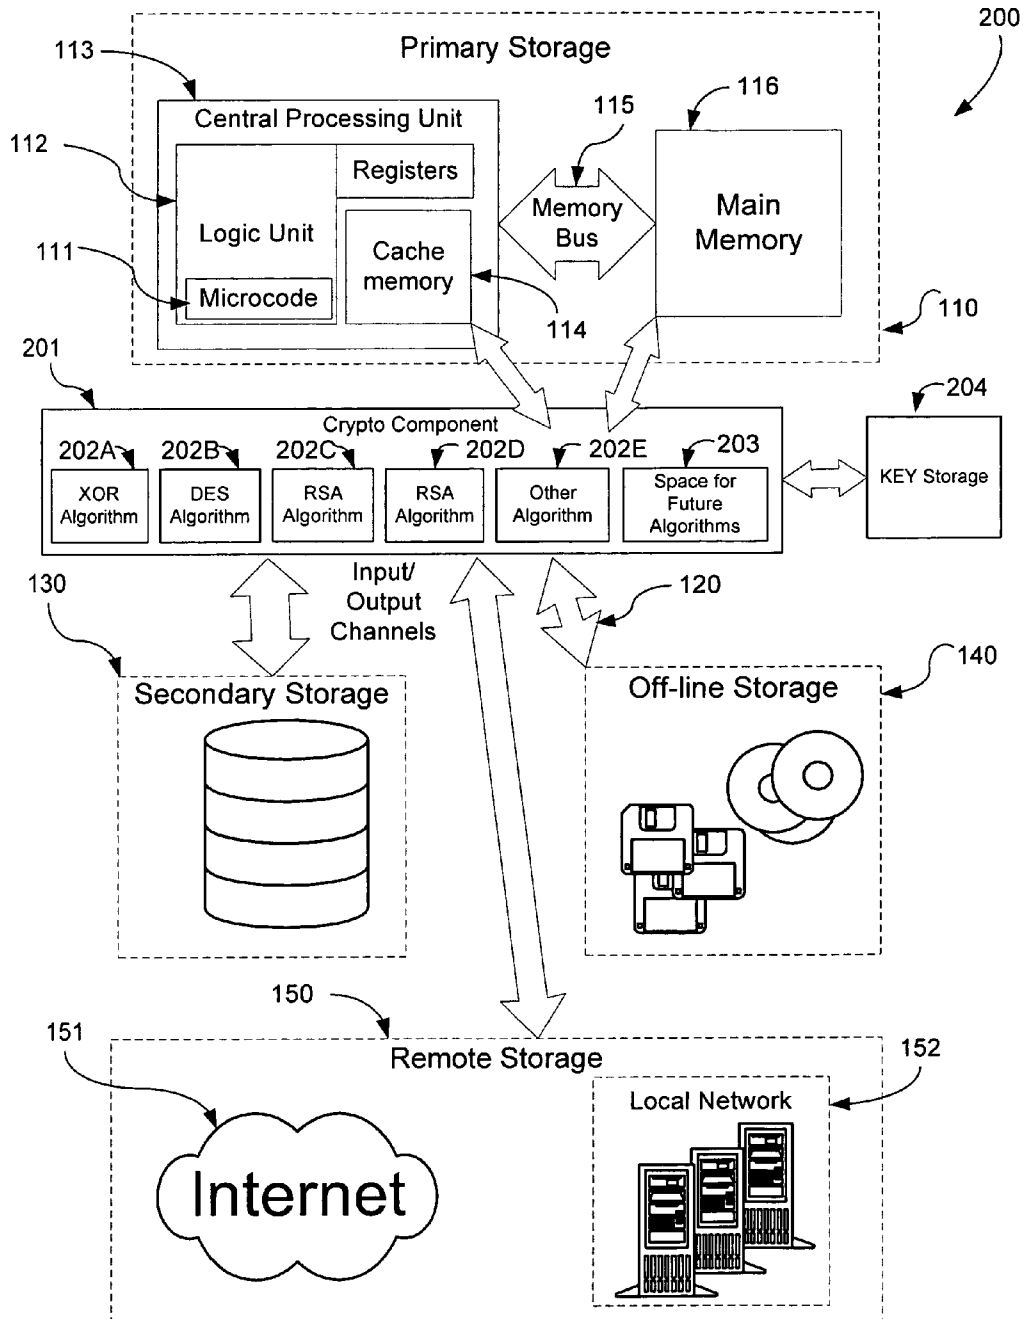 200
Primary Storage
113
Central Processing Unit
112
Registers
Logic Unit
111
Microcode
Cache
memory
114
115
Memory
Bus
116
Main
Memory
110
201
Crypto Component
202A
202B
202C
202D
202E
203
XOR
Algorithm
DES
Algorithm
RSA
Algorithm
RSA
Algorithm
Other
Algorithm
Space for
Future
Algorithms
204
KEY Storage
Input/
Output
Channels
120
130
Secondary Storage
140
Off-line Storage
150
Remote Storage
151
Internet
152
Local Network